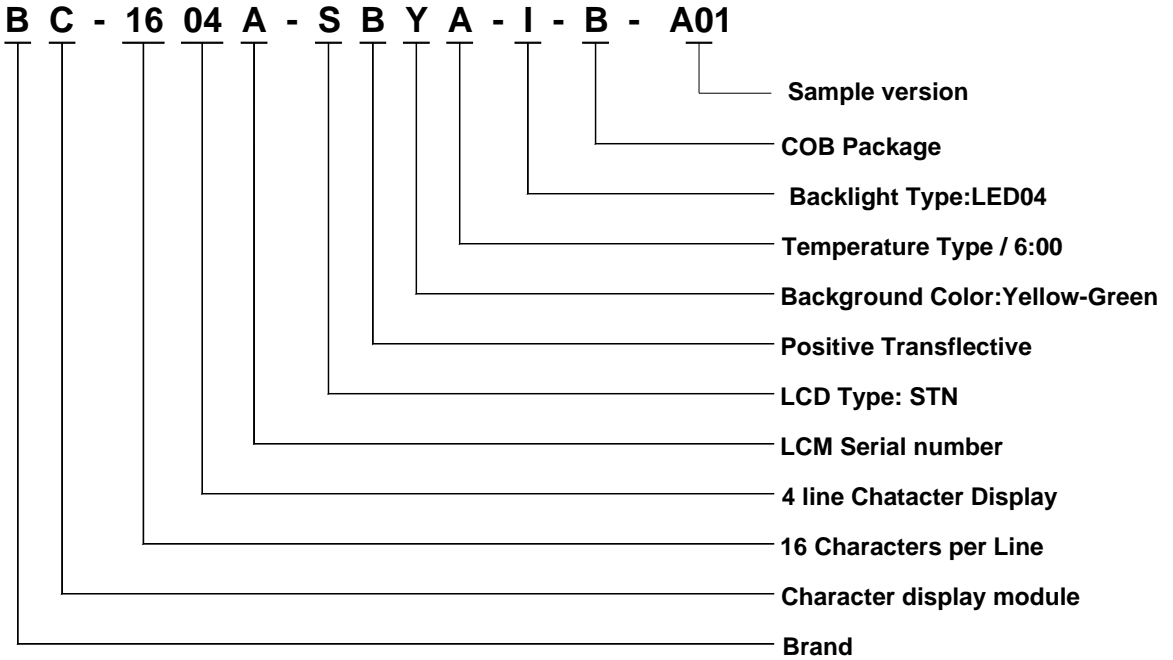 B C - 16 04 A - S B Y A - I - B - A01
Sample version
COB Package
Backlight Type:LED04
Temperature Type / 6:00
Background Color:Yellow-Green
Positive Transflective
LCD Type: STN
LCM Serial number
4 line Chatacter Display
16 Characters per Line
Character display module
Brand